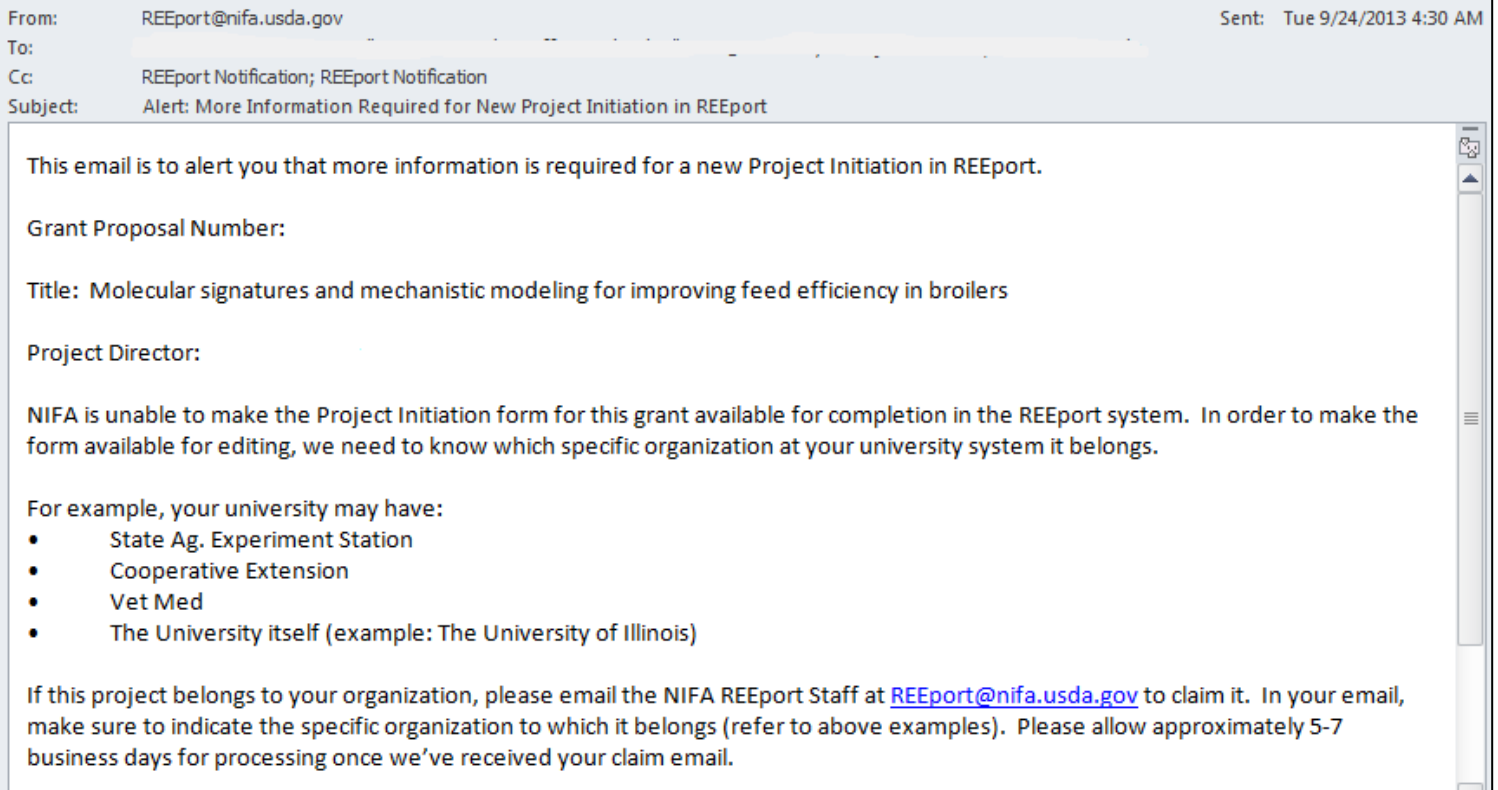 From: REEport@nifa.usda.gov Sent: Tue 9/24/2013 4:30 AM
To:
Cc: REEport Notification; REEport Notification
Subject: Alert: More Information Required for New Project Initiation in REEport
This email is to alert you that more information is required for a new Project Initiation in REEport.
Grant Proposal Number:
Title: Molecular signatures and mechanistic modeling for improving feed efficiency in broilers
Project Director:
NIFA is unable to make the Project Initiation form for this grant available for completion in the REEport system. In order to make the
form available for editing, we need to know which specific organization at your university system it belongs.
For example, your university may have:
• State Ag. Experiment Station
• Cooperative Extension
• Vet Med
• The University itself (example: The University of Illinois)
If this project belongs to your organization, please email the NIFA REEport Staff at REEport@nifa.usda.gov to claim it. In your email,
make sure to indicate the specific organization to which it belongs (refer to above examples). Please allow approximately 5-7
business days for processing once we've received your claim email.